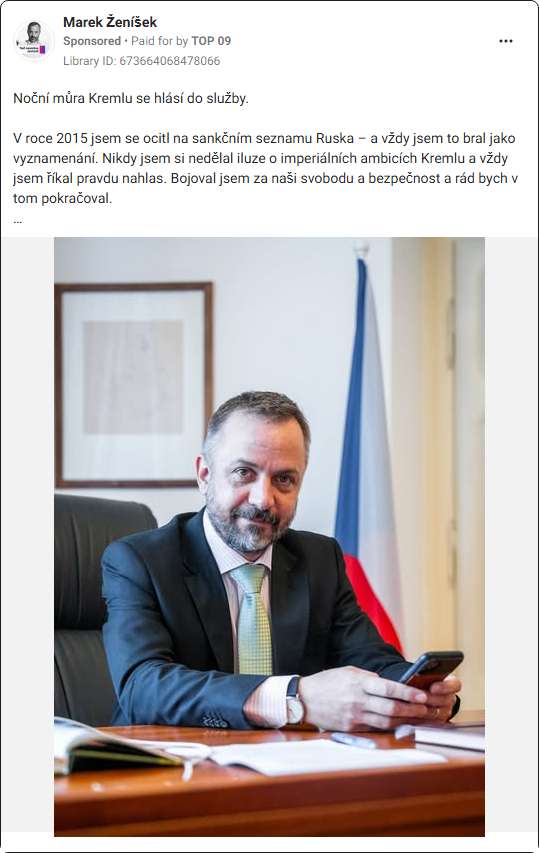 Marek Ženíšek
Sponsored • Paid for by TOP 09
Library ID: 673664068478066
Noční můra Kremlu se hlásí do služby.
V roce 2015 jsem se ocitl na sankčním seznamu Ruska – a vždy jsem to bral jako
vyznamenání. Nikdy jsem si nedělal iluze o imperiálních ambicích Kremlu a vždy
jsem říkal pravdu nahlas. Bojoval jsem za naši svobodu a bezpečnost a rád bych v
tom pokračoval.
...